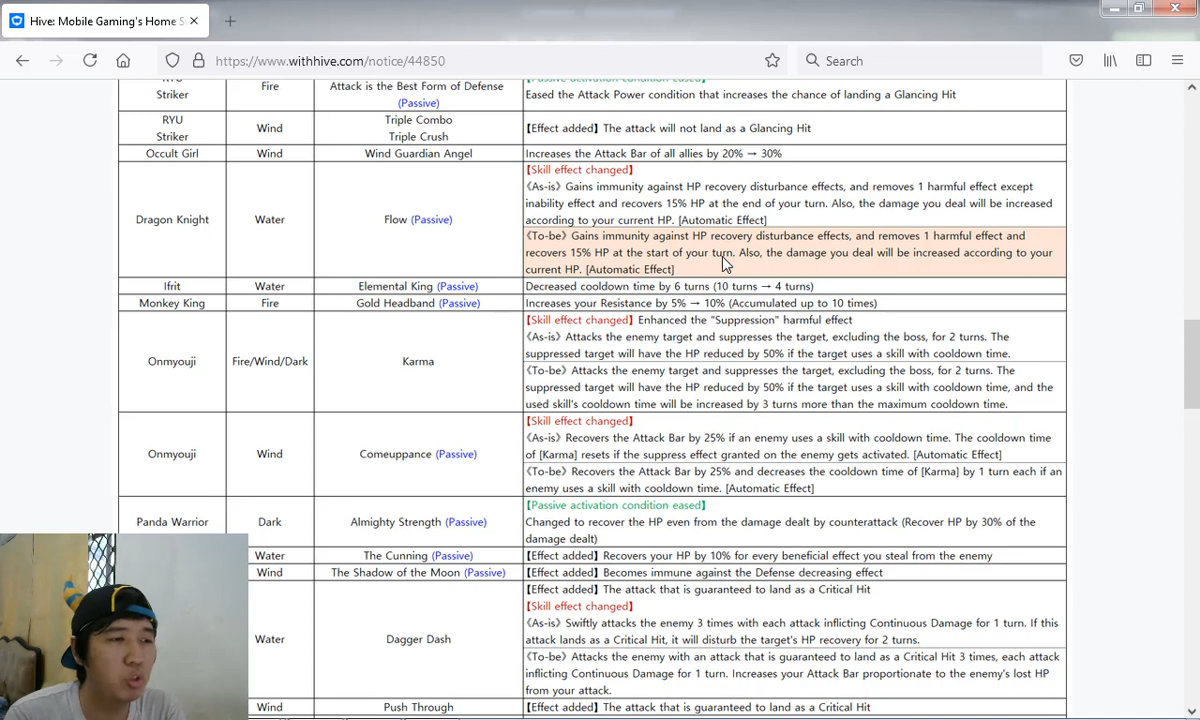 Hive: Mobile Gaming's Home S
https://www.withhive.com/notice/44850
Search
Striker
Fire
Attack is the Best Form of Defense
(Passive)
Eased the Attack Power condition that increases the chance of landing a Glancing Hit
RYU
Striker
Wind
Triple Combo
Triple Crush
【Effect added】 The attack will not land as a Glancing Hit
Occult Girl
Wind
Wind Guardian Angel
Increases the Attack Bar of all allies by 20% → 30%
Dragon Knight
Water
Flow (Passive)
【Skill effect changed】
《As-is》 Gains immunity against HP recovery disturbance effects, and removes 1 harmful effect except
inability effect and recovers 15% HP at the end of your turn. Also, the damage you deal will be increased
according to your current HP. [Automatic Effect]
《To-be》 Gains immunity against HP recovery disturbance effects, and removes 1 harmful effect and
recovers 15% HP at the start of your turn. Also, the damage you deal will be increased according to your
current HP. [Automatic Effect]
Ifrit
Water
Elemental King (Passive)
Decreased cooldown time by 6 turns (10 turns → 4 turns)
Monkey King
Fire
Gold Headband (Passive)
Increases your Resistance by 5% → 10% (Accumulated up to 10 times)
Onmyouji
Fire/Wind/Dark
Karma
【Skill effect changed】 Enhanced the "Suppression" harmful effect
《As-is》 Attacks the enemy target and suppresses the target, excluding the boss, for 2 turns. The
suppressed target will have the HP reduced by 50% if the target uses a skill with cooldown time.
《To-be》 Attacks the enemy target and suppresses the target, excluding the boss, for 2 turns. The
suppressed target will have the HP reduced by 50% if the target uses a skill with cooldown time, and the
used skill's cooldown time will be increased by 3 turns more than the maximum cooldown time.
Onmyouji
Wind
Comeuppance (Passive)
【Skill effect changed】
《As-is》 Recovers the Attack Bar by 25% if an enemy uses a skill with cooldown time. The cooldown time
of [Karma] resets if the suppress effect granted on the enemy gets activated. [Automatic Effect]
《To-be》 Recovers the Attack Bar by 25% and decreases the cooldown time of [Karma] by 1 turn each if an
enemy uses a skill with cooldown time. [Automatic Effect]
Panda Warrior
Dark
Almighty Strength (Passive)
【Passive activation condition eased】
Changed to recover the HP even from the damage dealt by counterattack (Recover HP by 30% of the
damage dealt)
Water
The Cunning (Passive)
【Effect added】 Recovers your HP by 10% for every beneficial effect you steal from the enemy
Wind
The Shadow of the Moon (Passive)
【Effect added】 Becomes immune against the Defense decreasing effect
Water
Dagger Dash
【Effect added】 The attack that is guaranteed to land as a Critical Hit
【Skill effect changed】
《As-is》 Swiftly attacks the enemy 3 times with each attack inflicting Continuous Damage for 1 turn. If this
attack lands as a Critical Hit, it will disturb the target's HP recovery for 2 turns.
《To-be》 Attacks the enemy with an attack that is guaranteed to land as a Critical Hit 3 times, each attack
inflicting Continuous Damage for 1 turn. Increases your Attack Bar proportionate to the enemy's lost HP
from your attack.
Wind
Push Through
【Effect added】 The attack that is guaranteed to land as a Critical Hit